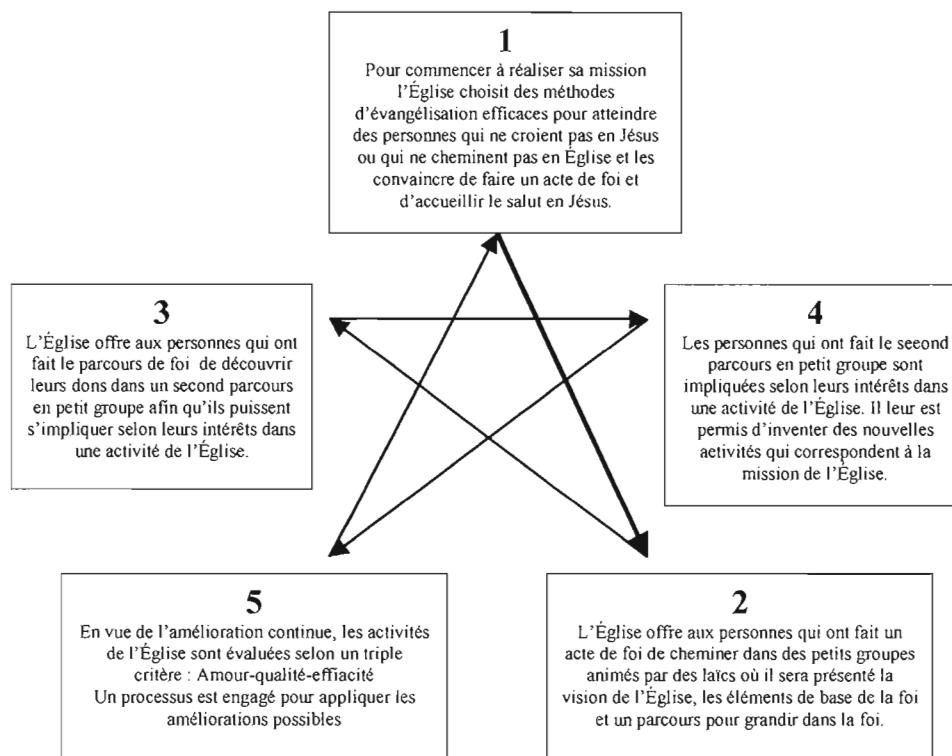 1
Pour commencer à réaliser sa mission
l'Église choisit des méthodes
d'évangélisation efficaces pour atteindre
des personnes qui ne croient pas en Jésus
ou qui ne cheminent pas en Église et les
convaincre de faire un acte de foi et
d'accueillir le salut en Jésus.
3
L'Église offre aux personnes qui ont
fait le parcours de foi de découvrir
leurs dons dans un second parcours
en petit groupe afin qu'ils puissent
s'impliquer selon leurs intérêts dans
une activité de l'Église.
4
Les personnes qui ont fait le second
parcours en petit groupe sont
impliquées selon leurs intérêts dans
une activité de l'Église. Il leur est
permis d'inventer des nouvelles
activités qui correspondent à la
mission de l'Église.
5
En vue de l'amélioration continue, les activités
de l'Église sont évaluées selon un triple
critère : Amour-qualité-effiacité
Un processus est engagé pour appliquer les
améliorations possibles
2
L'Église offre aux personnes qui ont fait un
acte de foi de cheminer dans des petits groupes
animés par des laïcs où il sera présenté la
vision de l'Église, les éléments de base de la foi
et un parcours pour grandir dans la foi.